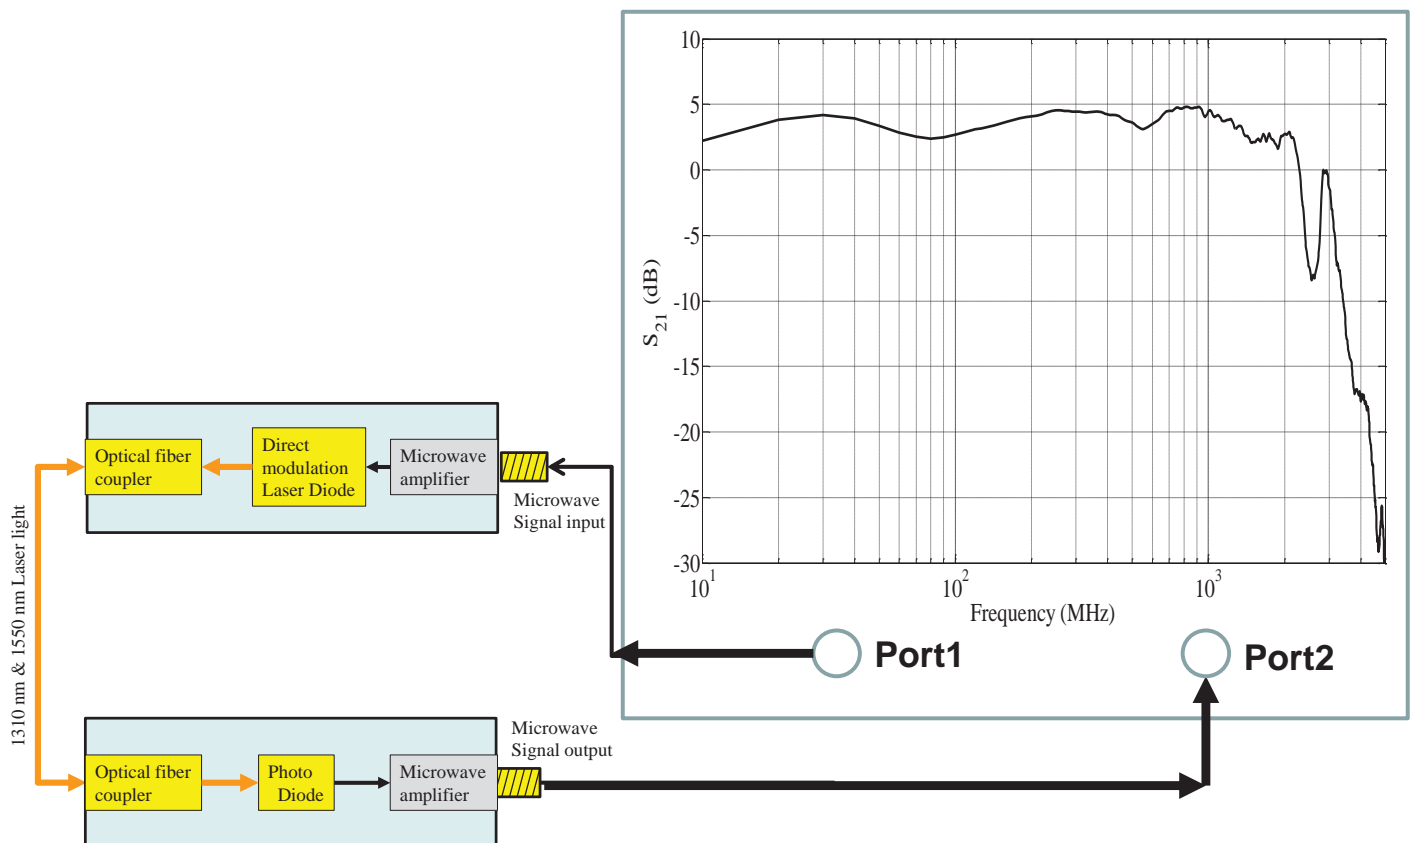 10
5
0
-5
-10
-15
-20
-25
-30
S21 (dB)
10^1
10^2
10^3
Frequency (MHz)
Port1
Port2
Optical fiber
coupler
Direct
modulation
Laser Diode
Microwave
amplifier
Microwave
Signal input
1310 nm & 1550 nm Laser light
Optical fiber
coupler
Photo
Diode
Microwave
amplifier
Microwave
Signal output